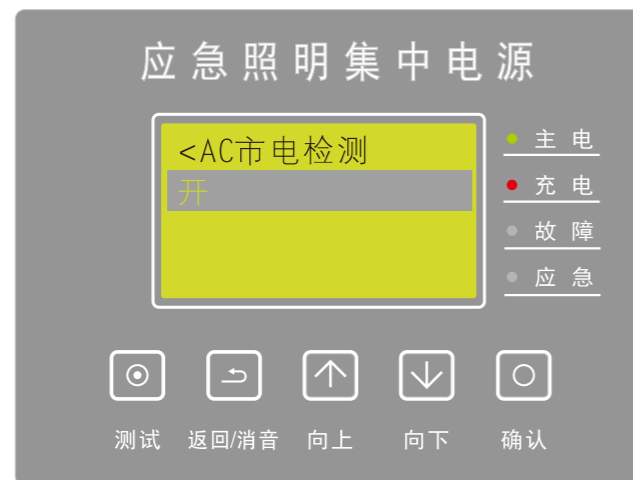 应急照明集中电源
<AC市电检测
开
主电
充电
故障
应急
测试 返回/消音 向上 向下 确认